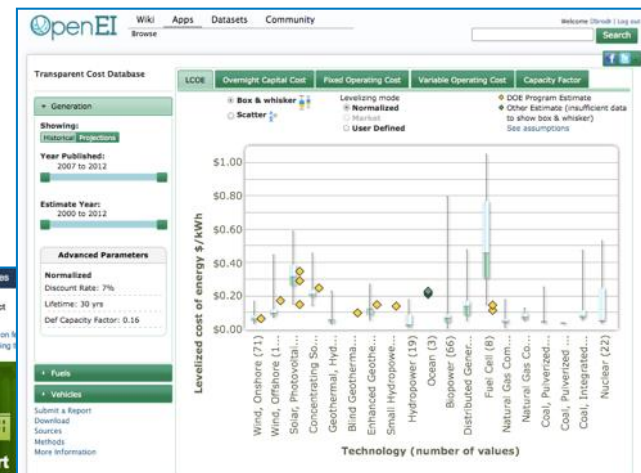 OpenEI
Wiki Apps Datasets Community
Browse
Welcome Dbrodt | Log out
Search
Transparent Cost Database
Generation
Showing:
Historical Projections
Year Published:
2007 to 2012
Estimate Year:
2000 to 2012
Advanced Parameters
Normalized
Discount Rate: 7%
Lifetime: 30 yrs
Def Capacity Factor: 0.16
Fuels
Vehicles
Submit a Report
Download
Sources
Methods
More Information
LCOE Overnight Capital Cost Fixed Operating Cost Variable Operating Cost Capacity Factor
Box & whisker
Scatter
Levelizing mode
Normalized
Market
User Defined
DOE Program Estimate
Other Estimate (insufficient data
to show box & whisker)
See assumptions
Levelized cost of energy $/kWh
$1.00
$0.80
$0.60
$0.40
$0.20
$0.00
Wind, Onshore (71)
Wind, Offshore (1...
Solar, Photovoltai...
Concentrating So...
Geothermal, Hyd...
Blind Geotherma...
Enhanced Geothe...
Small Hydropowe...
Hydropower (19)
Ocean (3)
Biopower (66)
Distributed Gener...
Fuel Cell (8)
Natural Gas Com...
Natural Gas Co...
Coal, Pulverized...
Coal, Pulverized ...
Coal, Integrated...
Nuclear (22)
Technology (number of values)